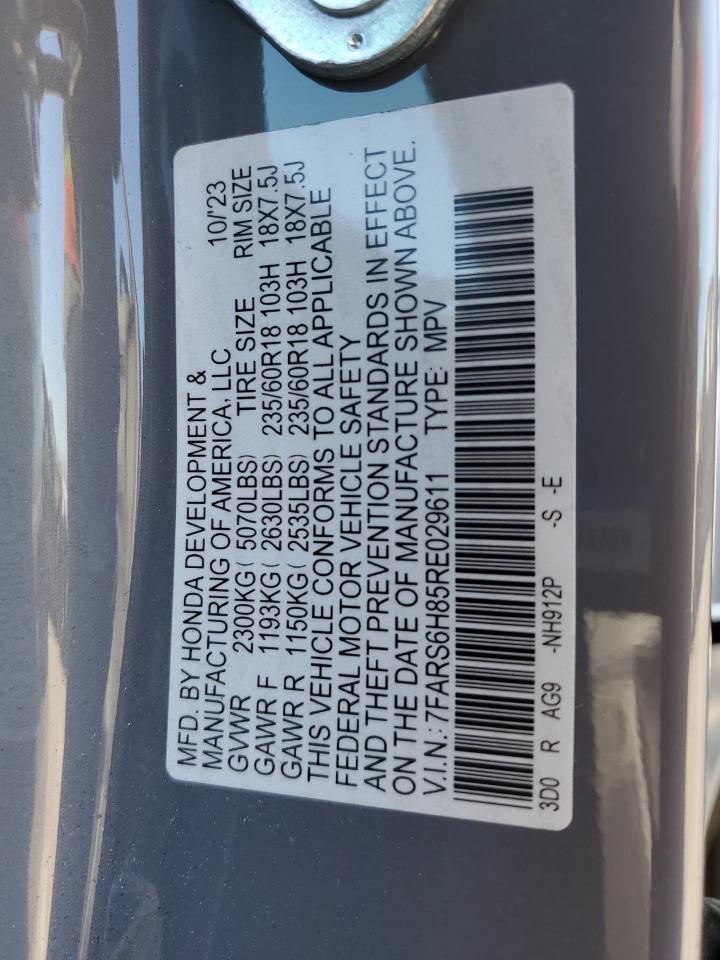 MFD. BY HONDA DEVELOPMENT & 10/'23
MANUFACTURING OF AMERICA, LLC
GVWR 2300KG( 5070LBS) TIRE SIZE RIM SIZE
GAWR F 1193KG( 2630LBS) 235/60R18 103H 18X7.5J
GAWR R 1150KG( 2535LBS) 235/60R18 103H 18X7.5J
THIS VEHICLE CONFORMS TO ALL APPLICABLE
FEDERAL MOTOR VEHICLE SAFETY
AND THEFT PREVENTION STANDARDS IN EFFECT
ON THE DATE OF MANUFACTURE SHOWN ABOVE.
V.I.N.: 7FARS6H85RE029611 TYPE: MPV
3D0 R AG9 -NH912P -S -E